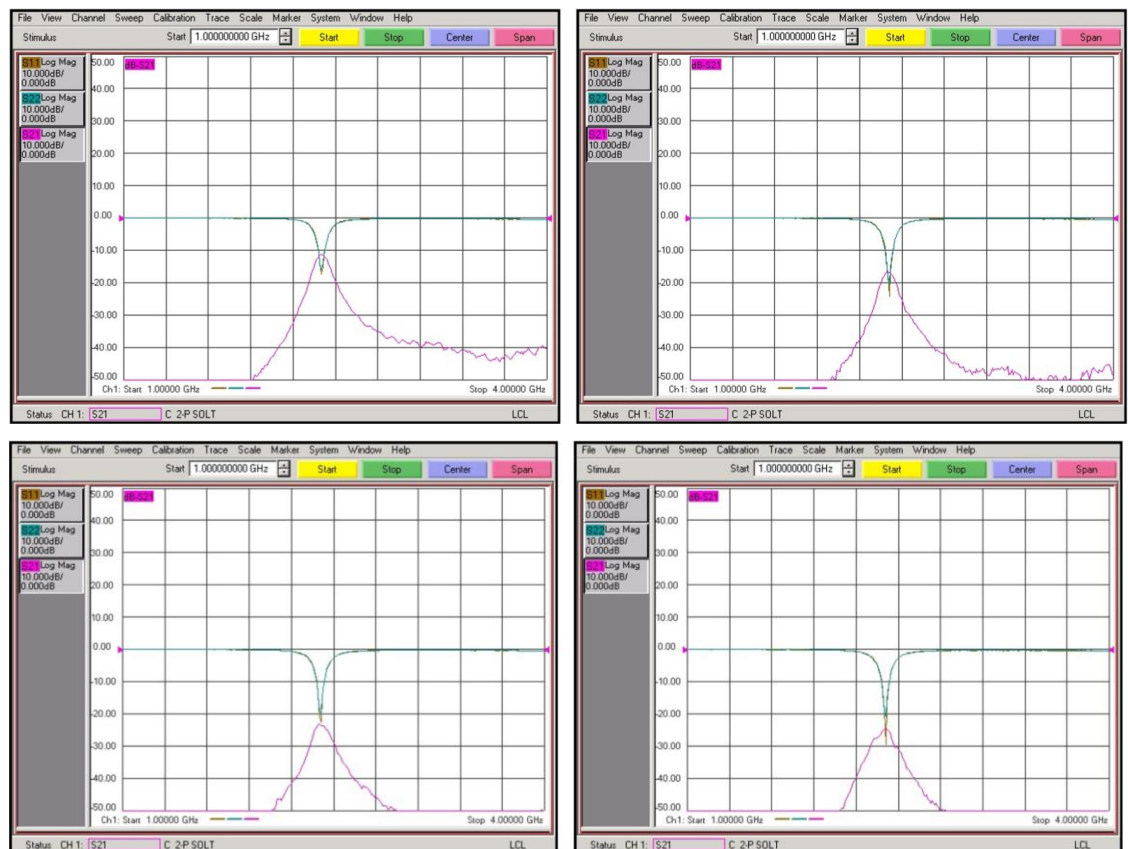 File View Channel Sweep Calibration Trace Scale Marker System Window Help
Stimulus Start 1.000000000 GHz Start Stop Center Span
S11 Log Mag
10.000dB/
0.000dB
S22 Log Mag
10.000dB/
0.000dB
S21 Log Mag
10.000dB/
0.000dB
50.00 dB-S21
40.00
30.00
20.00
10.00
0.00
-10.00
-20.00
-30.00
-40.00
-50.00
Ch1: Start 1.00000 GHz Stop 4.00000 GHz
Status CH 1: S21 C 2-P SOLT LCL
File View Channel Sweep Calibration Trace Scale Marker System Window Help
Stimulus Start 1.000000000 GHz Start Stop Center Span
S11 Log Mag
10.000dB/
0.000dB
S22 Log Mag
10.000dB/
0.000dB
S21 Log Mag
10.000dB/
0.000dB
50.00 dB-S21
40.00
30.00
20.00
10.00
0.00
-10.00
-20.00
-30.00
-40.00
-50.00
Ch1: Start 1.00000 GHz Stop 4.00000 GHz
Status CH 1: S21 C 2-P SOLT LCL
File View Channel Sweep Calibration Trace Scale Marker System Window Help
Stimulus Start 1.000000000 GHz Start Stop Center Span
S11 Log Mag
10.000dB/
0.000dB
S22 Log Mag
10.000dB/
0.000dB
S21 Log Mag
10.000dB/
0.000dB
50.00 dB-S21
40.00
30.00
20.00
10.00
0.00
-10.00
-20.00
-30.00
-40.00
-50.00
Ch1: Start 1.00000 GHz Stop 4.00000 GHz
Status CH 1: S21 C 2-P SOLT LCL
File View Channel Sweep Calibration Trace Scale Marker System Window Help
Stimulus Start 1.000000000 GHz Start Stop Center Span
S11 Log Mag
10.000dB/
0.000dB
S22 Log Mag
10.000dB/
0.000dB
S21 Log Mag
10.000dB/
0.000dB
50.00 dB-S21
40.00
30.00
20.00
10.00
0.00
-10.00
-20.00
-30.00
-40.00
-50.00
Ch1: Start 1.00000 GHz Stop 4.00000 GHz
Status CH 1: S21 C 2-P SOLT LCL